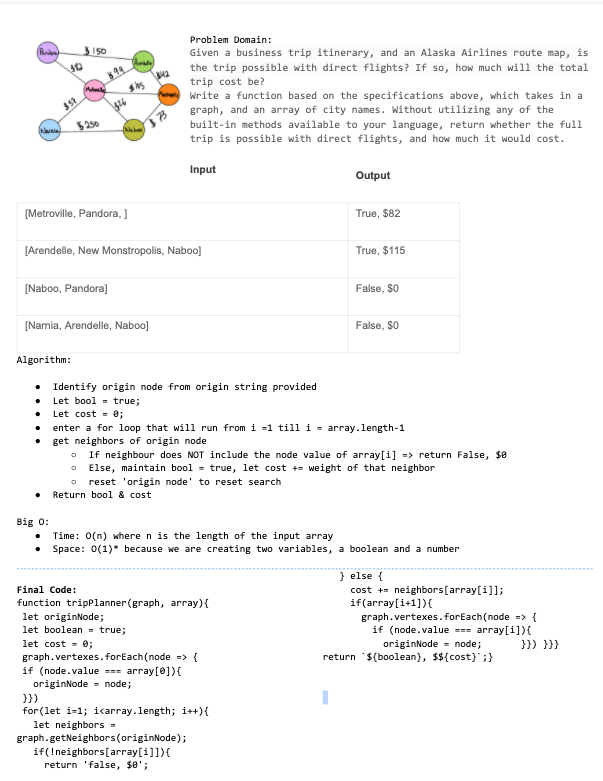 Pandora
$ 150
Arendelle
$82
$ 99
$42
Metroville
$ 105
Monstropolis
$37
$26
$ 73
Narnia
$ 250
Naboo
Problem Domain:
Given a business trip itinerary, and an Alaska Airlines route map, is
the trip possible with direct flights? If so, how much will the total
trip cost be?
Write a function based on the specifications above, which takes in a
graph, and an array of city names. Without utilizing any of the
built-in methods available to your language, return whether the full
trip is possible with direct flights, and how much it would cost.
Input
Output
[Metroville, Pandora, ]
True, $82
[Arendelle, New Monstropolis, Naboo]
True, $115
[Naboo, Pandora]
False, $0
[Narnia, Arendelle, Naboo]
False, $0
Algorithm:
● Identify origin node from origin string provided
● Let bool = true;
● Let cost = 0;
● enter a for loop that will run from i =1 till i = array.length-1
● get neighbors of origin node
○ If neighbour does NOT include the node value of array[i] => return False, $0
○ Else, maintain bool = true, let cost += weight of that neighbor
○ reset 'origin node' to reset search
● Return bool & cost
Big O:
● Time: O(n) where n is the length of the input array
● Space: O(1)* because we are creating two variables, a boolean and a number
Final Code:
function tripPlanner(graph, array){
let originNode;
let boolean = true;
let cost = 0;
graph.vertexes.forEach(node => {
if (node.value === array[0]){
originNode = node;
}})
for(let i=1; i<array.length; i++){
let neighbors =
graph.getNeighbors(originNode);
if(!neighbors[array[i]]){
return 'false, $0';
} else {
cost += neighbors[array[i]];
if(array[i+1]){
graph.vertexes.forEach(node => {
if (node.value === array[i]){
originNode = node; }}) }}}
return `${boolean}, $${cost}`;}